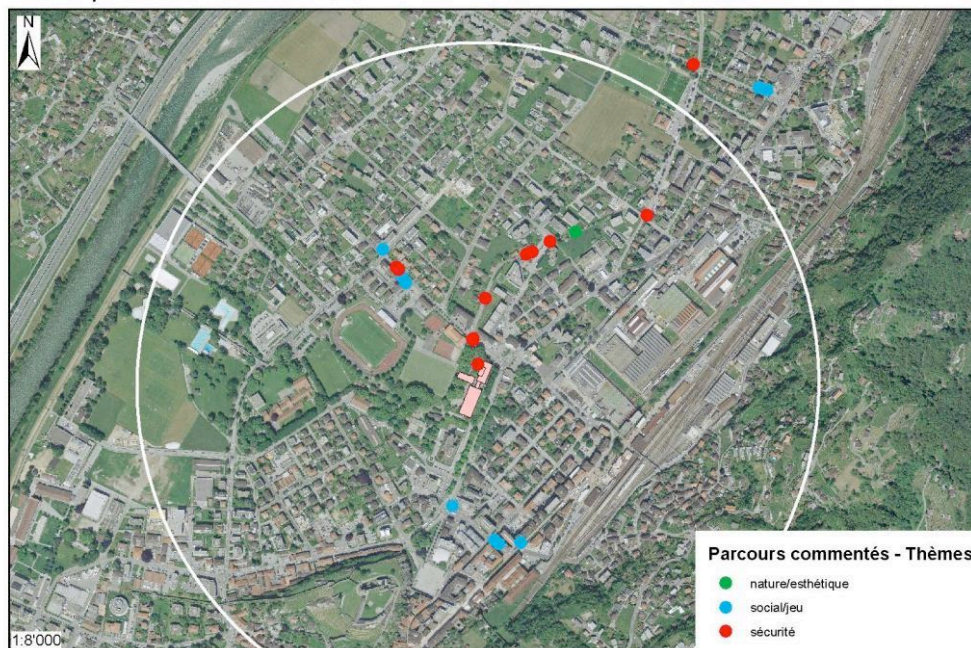 N
1:8'000
Parcours commentés - Thèmes
nature/esthétique
social/jeu
sécurité